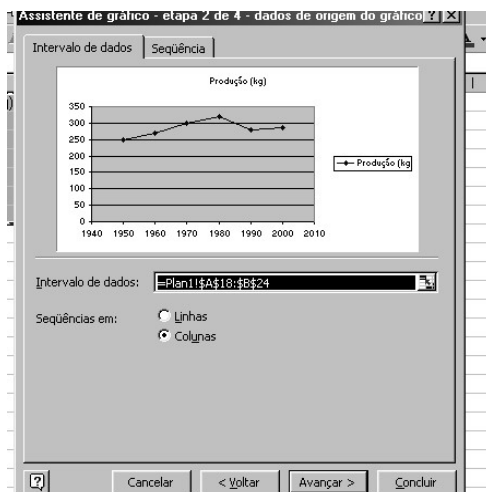 Assistente de gráfico - etapa 2 de 4 - dados de origem do gráfico
Intervalo de dados
Seqüência
Produção (kg)
350
300
250
200
150
100
50
0
1940 1950 1960 1970 1980 1990 2000 2010
Produção (kg
Intervalo de dados: =Plan1!$A$18:$B$24
Seqüências em:
Linhas
Colunas
Cancelar < Voltar Avançar > Concluir